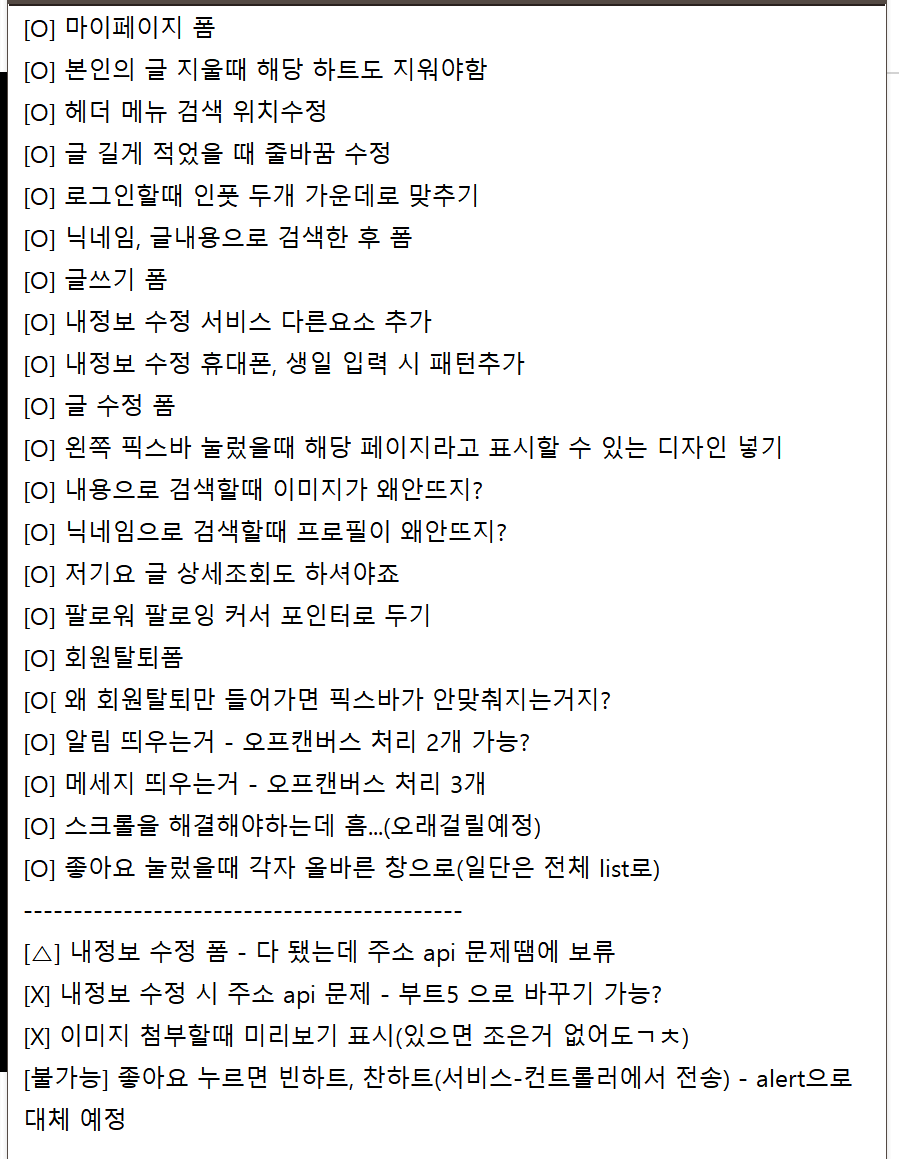 [O] 마이페이지 폼
[O] 본인의 글 지울때 해당 하트도 지워야함
[O] 헤더 메뉴 검색 위치수정
[O] 글 길게 적었을 때 줄바꿈 수정
[O] 로그인할때 인풋 두개 가운데로 맞추기
[O] 닉네임, 글내용으로 검색한 후 폼
[O] 글쓰기 폼
[O] 내정보 수정 서비스 다른요소 추가
[O] 내정보 수정 휴대폰, 생일 입력 시 패턴추가
[O] 글 수정 폼
[O] 왼쪽 픽스바 눌렀을때 해당 페이지라고 표시할 수 있는 디자인 넣기
[O] 내용으로 검색할때 이미지가 왜안뜨지?
[O] 닉네임으로 검색할때 프로필이 왜안뜨지?
[O] 저기요 글 상세조회도 하셔야죠
[O] 팔로워 팔로잉 커서 포인터로 두기
[O] 회원탈퇴폼
[O[ 왜 회원탈퇴만 들어가면 픽스바가 안맞춰지는거지?
[O] 알림 띄우는거 - 오프캔버스 처리 2개 가능?
[O] 메세지 띄우는거 - 오프캔버스 처리 3개
[O] 스크롤을 해결해야하는데 흠...(오래걸릴예정)
[O] 좋아요 눌렀을때 각자 올바른 창으로(일단은 전체 list로)
--------------------------------------------
[△] 내정보 수정 폼 - 다 됐는데 주소 api 문제땜에 보류
[X] 내정보 수정 시 주소 api 문제 - 부트5 으로 바꾸기 가능?
[X] 이미지 첨부할때 미리보기 표시(있으면 조은거 없어도ㄱㅊ)
[불가능] 좋아요 누르면 빈하트, 찬하트(서비스-컨트롤러에서 전송) - alert으로
대체 예정